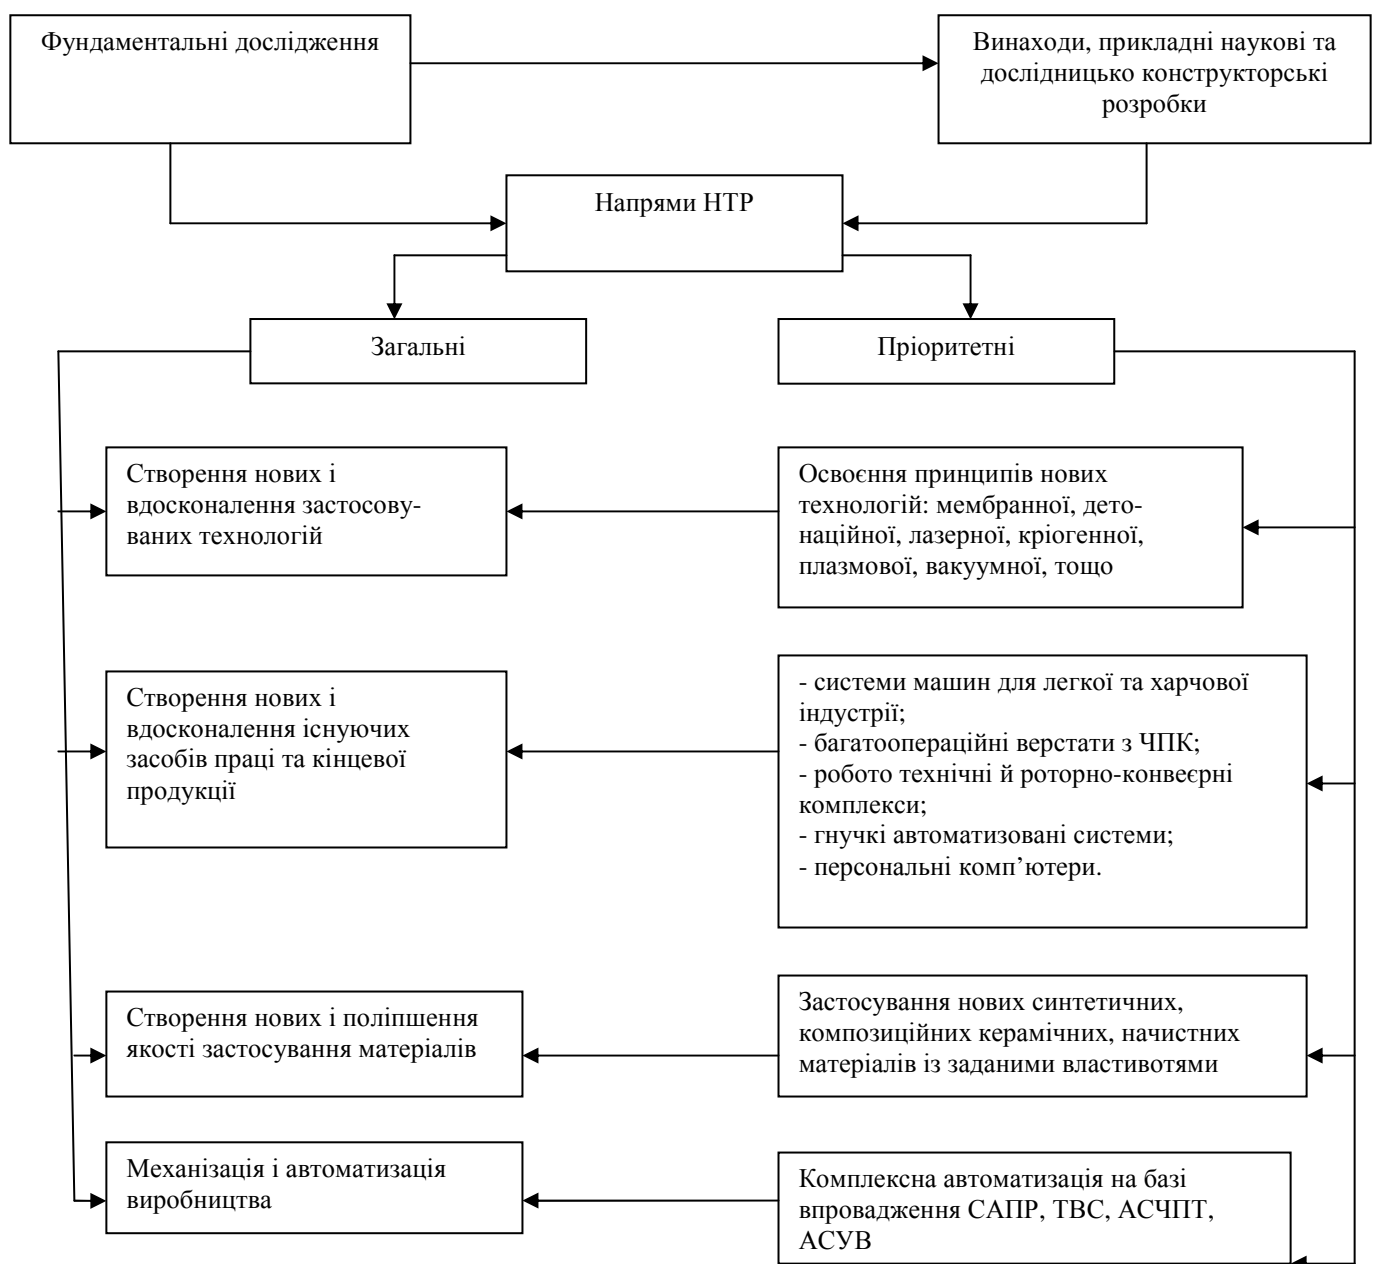 Фундаментальні дослідження
Винаходи, прикладні наукові та
дослідницько конструкторські
розробки
Напрями НТР
Загальні
Пріоритетні
Створення нових і
вдосконалення застосову-
ваних технологій
Освоєння принципів нових
технологій: мембранної, дето-
наційної, лазерної, кріогенної,
плазмової, вакуумної, тощо
Створення нових і
вдосконалення існуючих
засобів праці та кінцевої
продукції
- системи машин для легкої та харчової
індустрії;
- багатоопераційні верстати з ЧПК;
- робото технічні й роторно-конвеєрні
комплекси;
- гнучкі автоматизовані системи;
- персональні комп’ютери.
Створення нових і поліпшення
якості застосування матеріалів
Застосування нових синтетичних,
композиційних керамічних, начистних
матеріалів із заданими властивотями
Механізація і автоматизація
виробництва
Комплексна автоматизація на базі
впровадження САПР, ТВС, АСЧПТ,
АСУВ